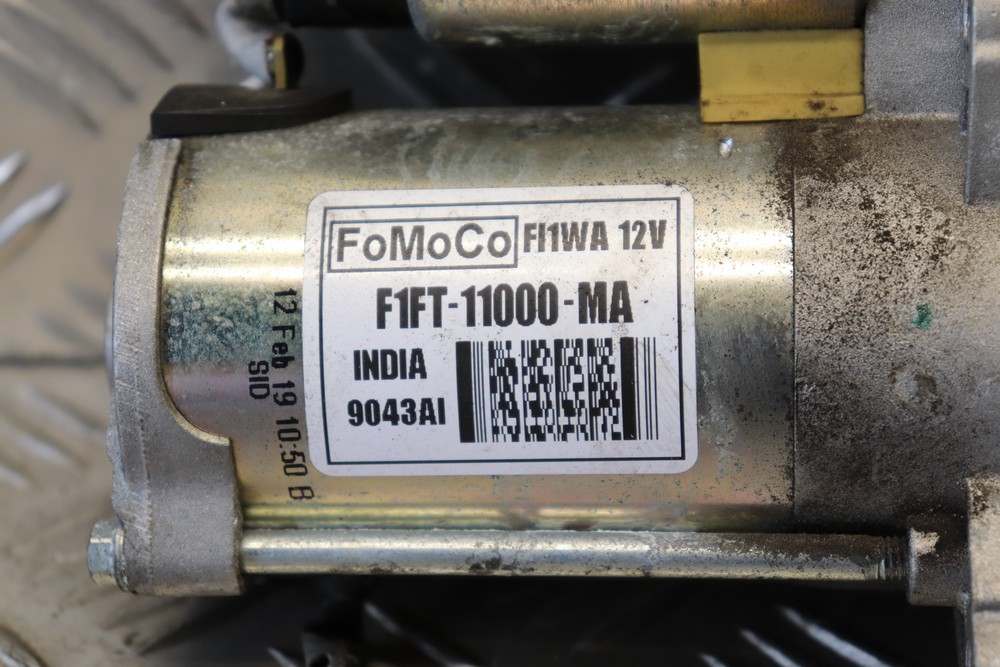 FoMoCo FI1WA 12V
F1FT-11000-MA
INDIA
9043AI
12 Feb 19 10:50 B
SID